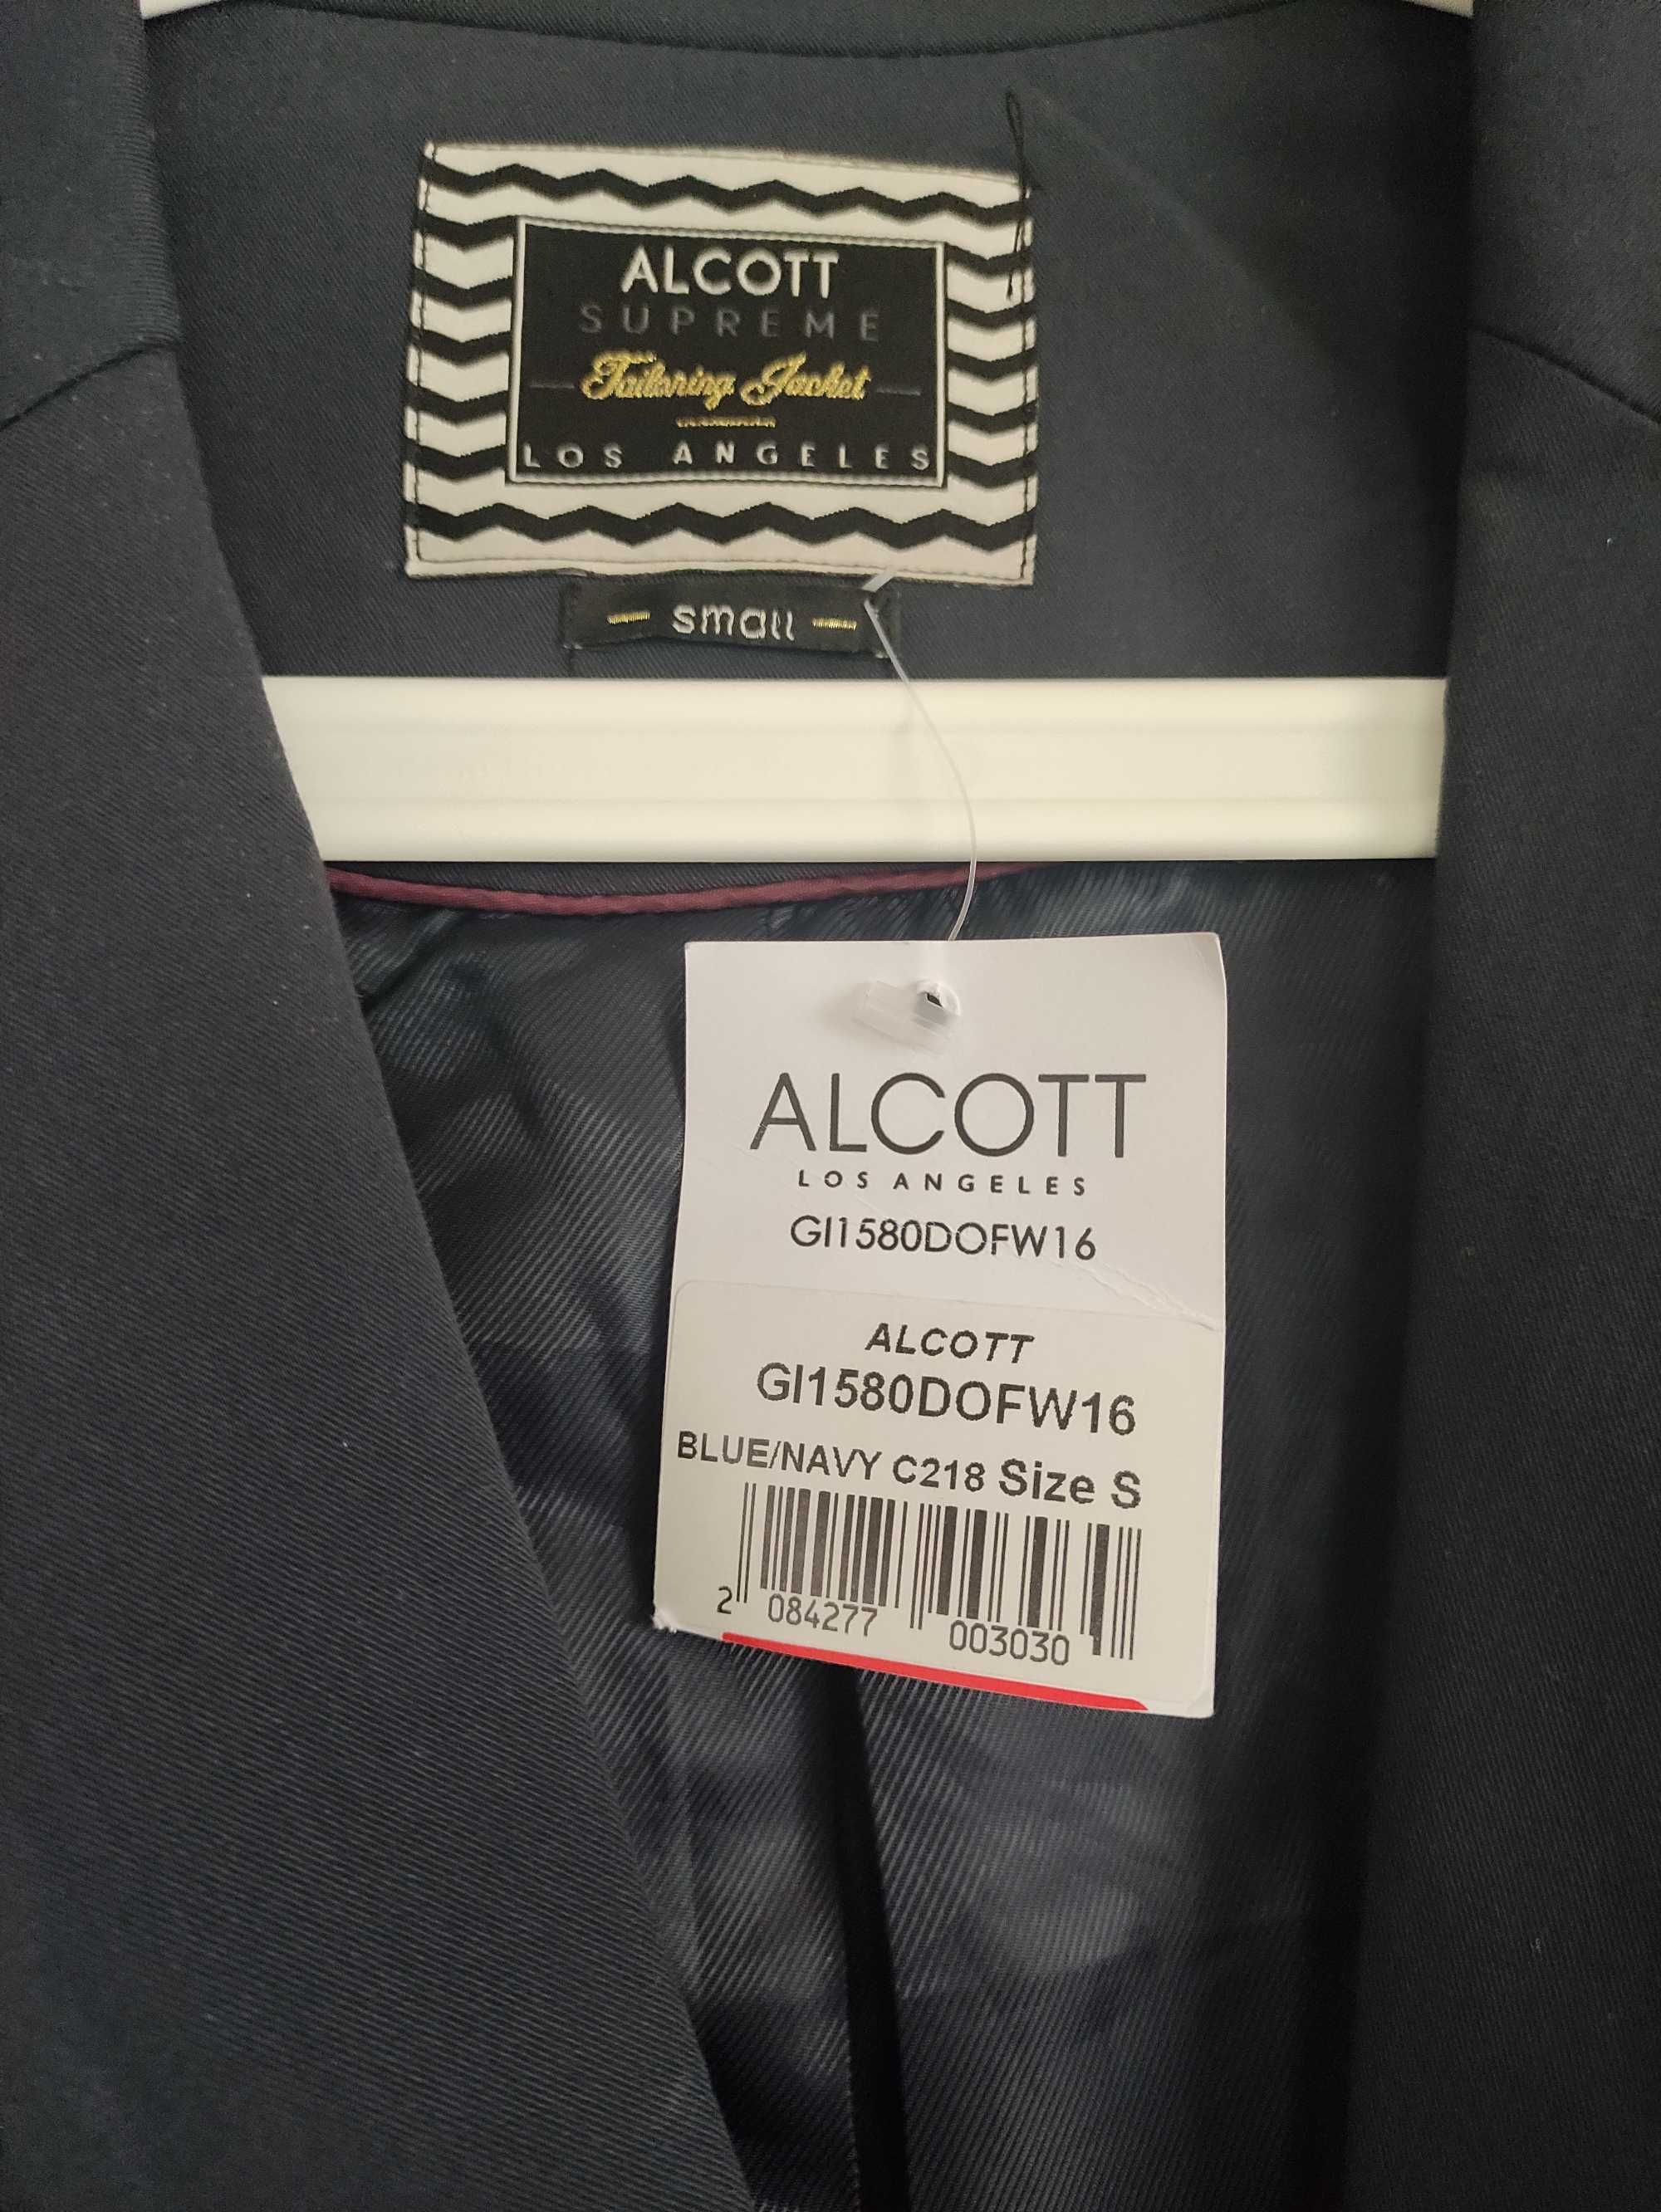 ALCOTT
SUPREME
Tailoring Jacket
LOS ANGELES
small
ALCOTT
LOS ANGELES
GI1580DOFW16
ALCOTT
GI1580DOFW16
BLUE/NAVY C218 Size S
2 084277 003030